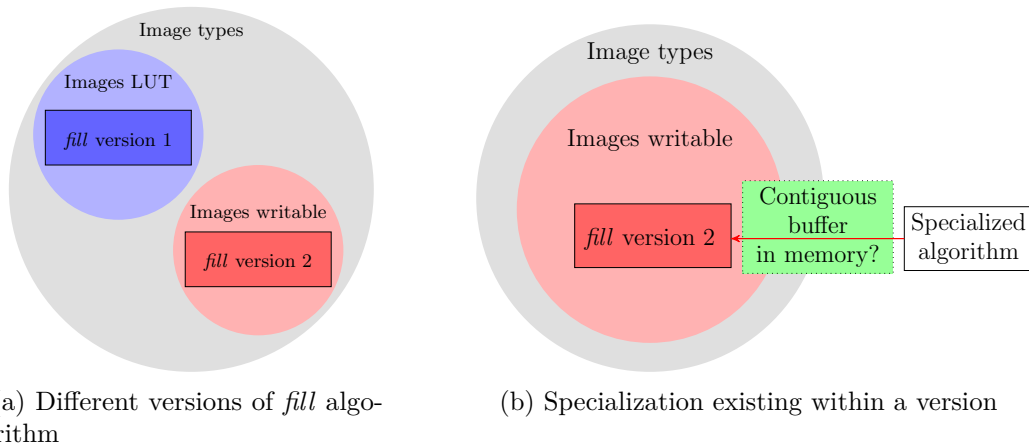 Image types
Images LUT
fill version 1
Images writable
fill version 2
a) Different versions of fill algo-
rithm
Image types
Images writable
fill version 2
Contiguous
buffer
in memory?
Specialized
algorithm
(b) Specialization existing within a version